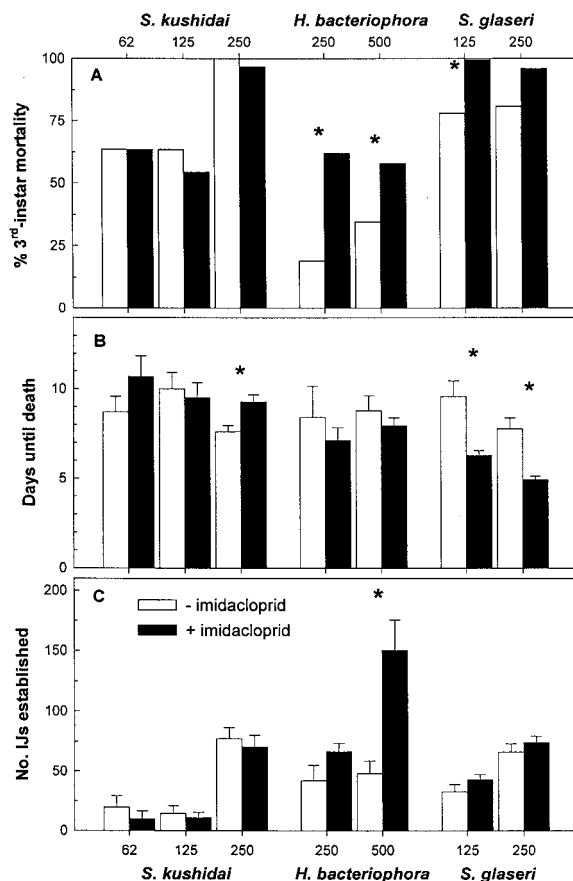 S. kushidai H. bacteriophora S. glaseri
62 125 250 250 500 125 250
A
*
* *
100
75
50
25
0
% 3rd-instar mortality
B
*
*
*
10
5
0
Days until death
C
- imidacloprid
+ imidacloprid
*
200
150
100
50
0
No. IJs established
62 125 250 250 500 125 250
S. kushidai H. bacteriophora S. glaseri